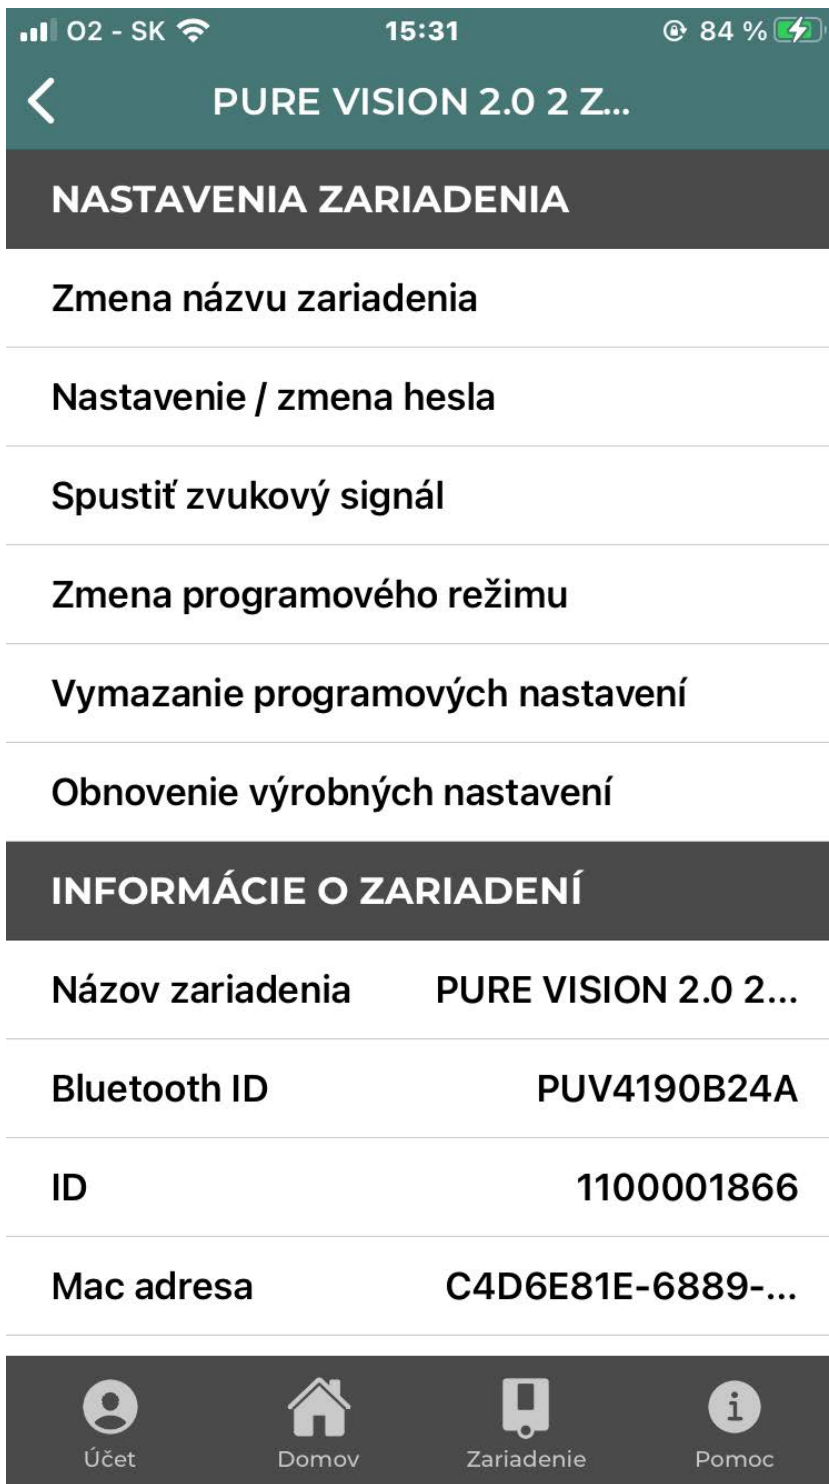 O2 - SK 15:31 84 %
PURE VISION 2.0 2 Z...
NASTAVENIA ZARIADENIA
Zmena názvu zariadenia
Nastavenie / zmena hesla
Spustiť zvukový signál
Zmena programového režimu
Vymazanie programových nastavení
Obnovenie výrobných nastavení
INFORMÁCIE O ZARIADENÍ
Názov zariadenia PURE VISION 2.0 2...
Bluetooth ID PUV4190B24A
ID 1100001866
Mac adresa C4D6E81E-6889-...
Účet Domov Zariadenie Pomoc